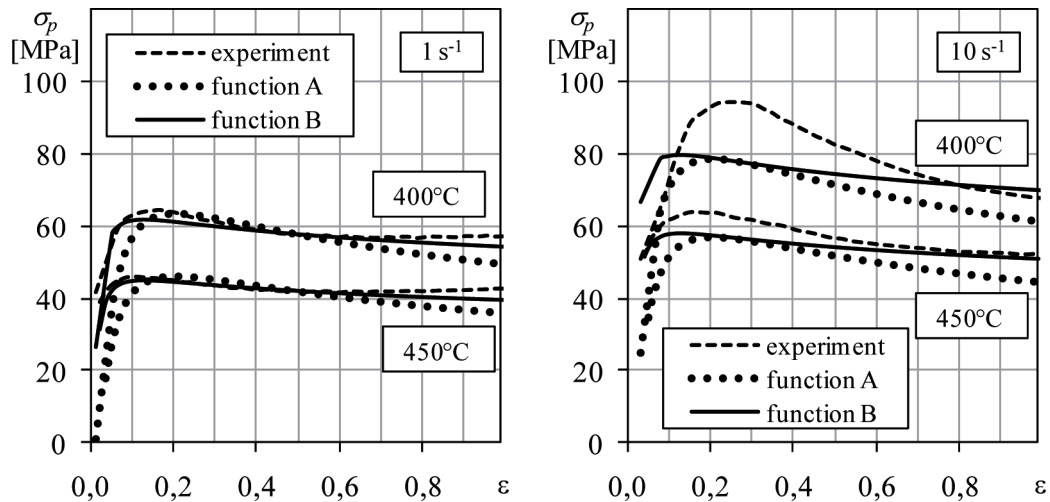 σp
[MPa]
1 s-1
experiment
function A
function B
100
80
60
40
20
0
400°C
450°C
0,0 0,2 0,4 0,6 0,8 ε
σp
[MPa]
10 s-1
100
80
60
40
20
0
400°C
450°C
experiment
function A
function B
0,0 0,2 0,4 0,6 0,8 ε